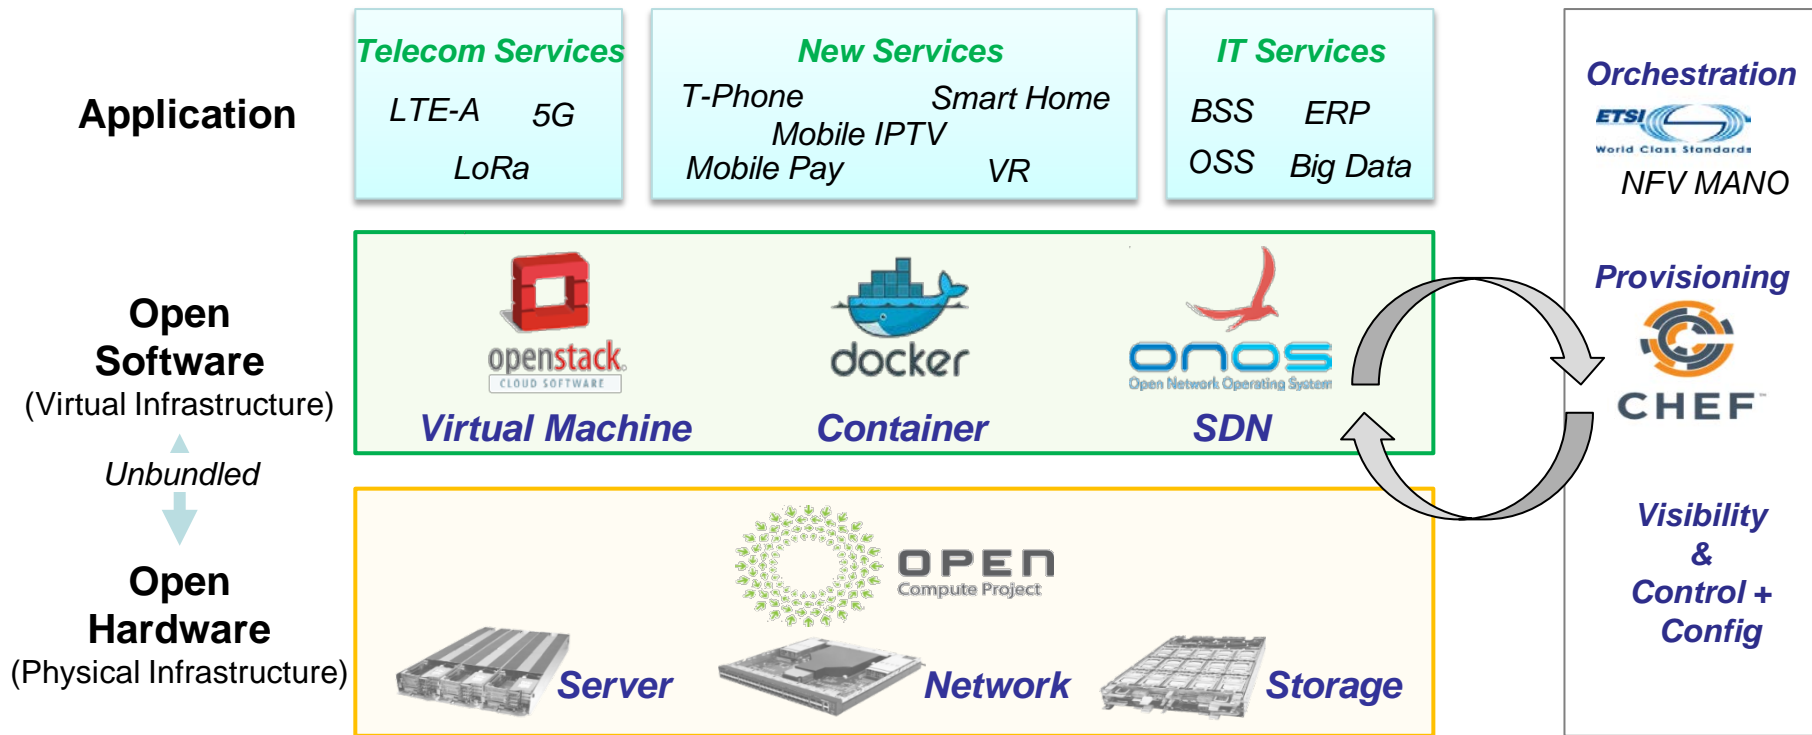 Application
Telecom Services
LTE-A
5G
LoRa
New Services
T-Phone
Smart Home
Mobile IPTV
Mobile Pay
VR
IT Services
BSS
ERP
OSS
Big Data
Orchestration
ETSI
World Class Standards
NFV MANO
Open
Software
(Virtual Infrastructure)
openstack
CLOUD SOFTWARE
Virtual Machine
docker
Container
onos
Open Network Operating System
SDN
Provisioning
CHEF™
Unbundled
Open
Hardware
(Physical Infrastructure)
OPEN
Compute Project
Server
Network
Storage
Visibility
&
Control +
Config